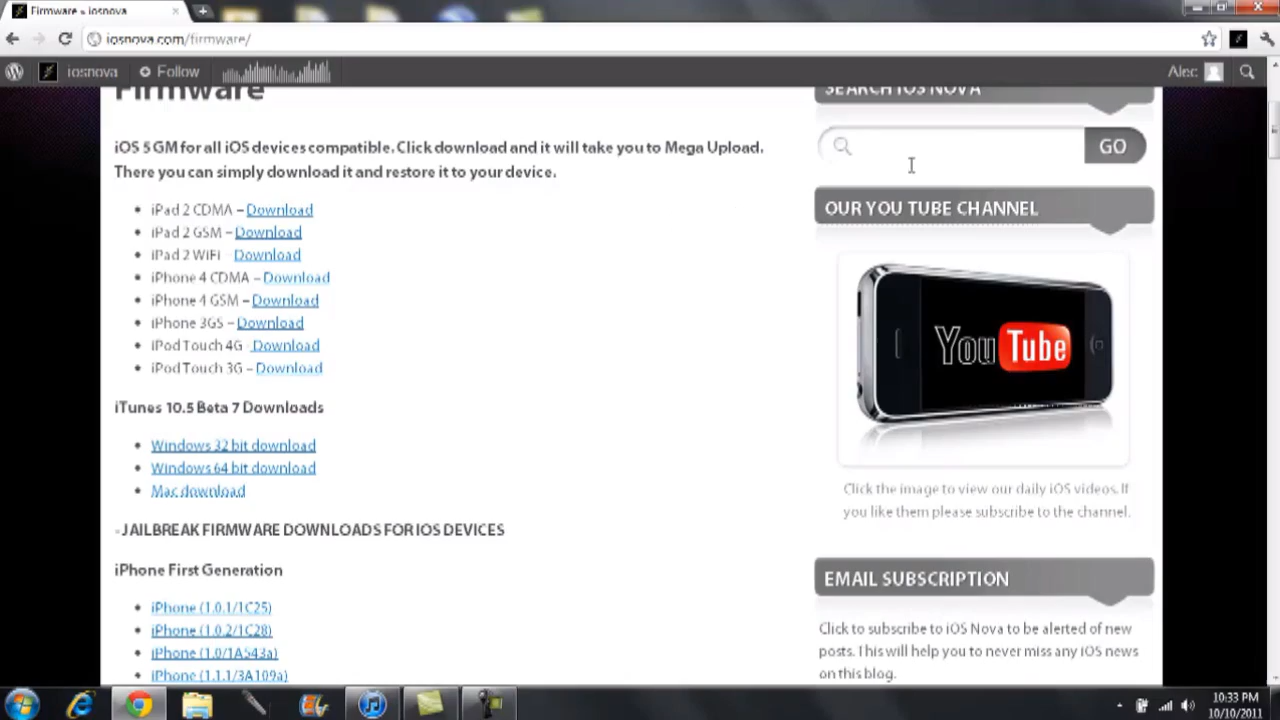 Firmware « iosnova
iosnova.com/firmware/
iosnova
Follow
Alec
Firmware
iOS 5 GM for all iOS devices compatible. Click download and it will take you to Mega Upload.
There you can simply download it and restore it to your device.
iPad 2 CDMA – Download
iPad 2 GSM – Download
iPad 2 WiFi – Download
iPhone 4 CDMA – Download
iPhone 4 GSM – Download
iPhone 3GS – Download
iPod Touch 4G – Download
iPod Touch 3G – Download
iTunes 10.5 Beta 7 Downloads
Windows 32 bit download
Windows 64 bit download
Mac download
-JAILBREAK FIRMWARE DOWNLOADS FOR IOS DEVICES
iPhone First Generation
iPhone (1.0.1/1C25)
iPhone (1.0.2/1C28)
iPhone (1.0/1A543a)
iPhone (1.1.1/3A109a)
SEARCH IOS NOVA
GO
OUR YOU TUBE CHANNEL
YouTube
Click the image to view our daily iOS videos. If
you like them please subscribe to the channel.
EMAIL SUBSCRIPTION
Click to subscribe to iOS Nova to be alerted of new
posts. This will help you to never miss any iOS news
on this blog.
10:33 PM
10/10/2011